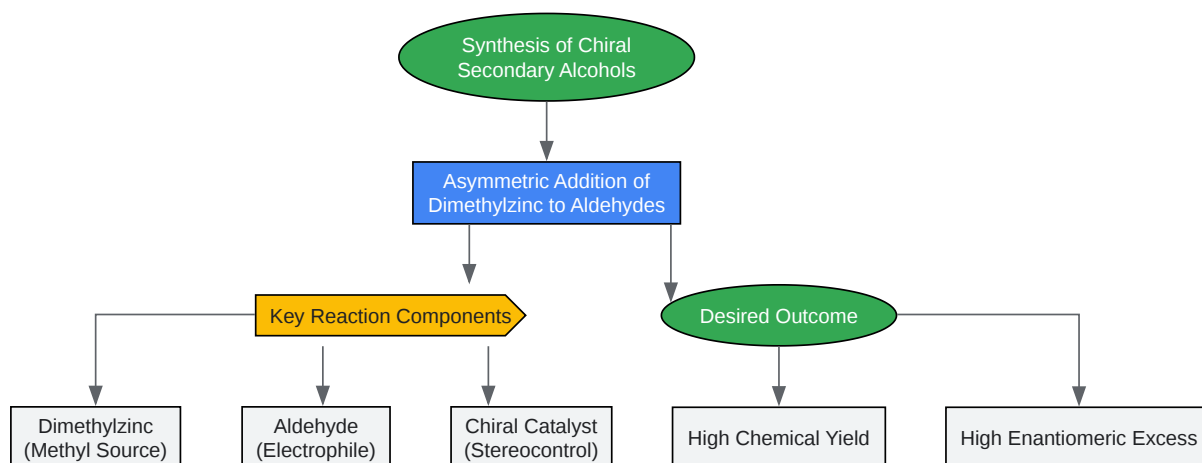 Synthesis of Chiral
Secondary Alcohols
Asymmetric Addition of
Dimethylzinc to Aldehydes
Key Reaction Components
Desired Outcome
Dimethylzinc
(Methyl Source)
Aldehyde
(Electrophile)
Chiral Catalyst
(Stereocontrol)
High Chemical Yield
High Enantiomeric Excess